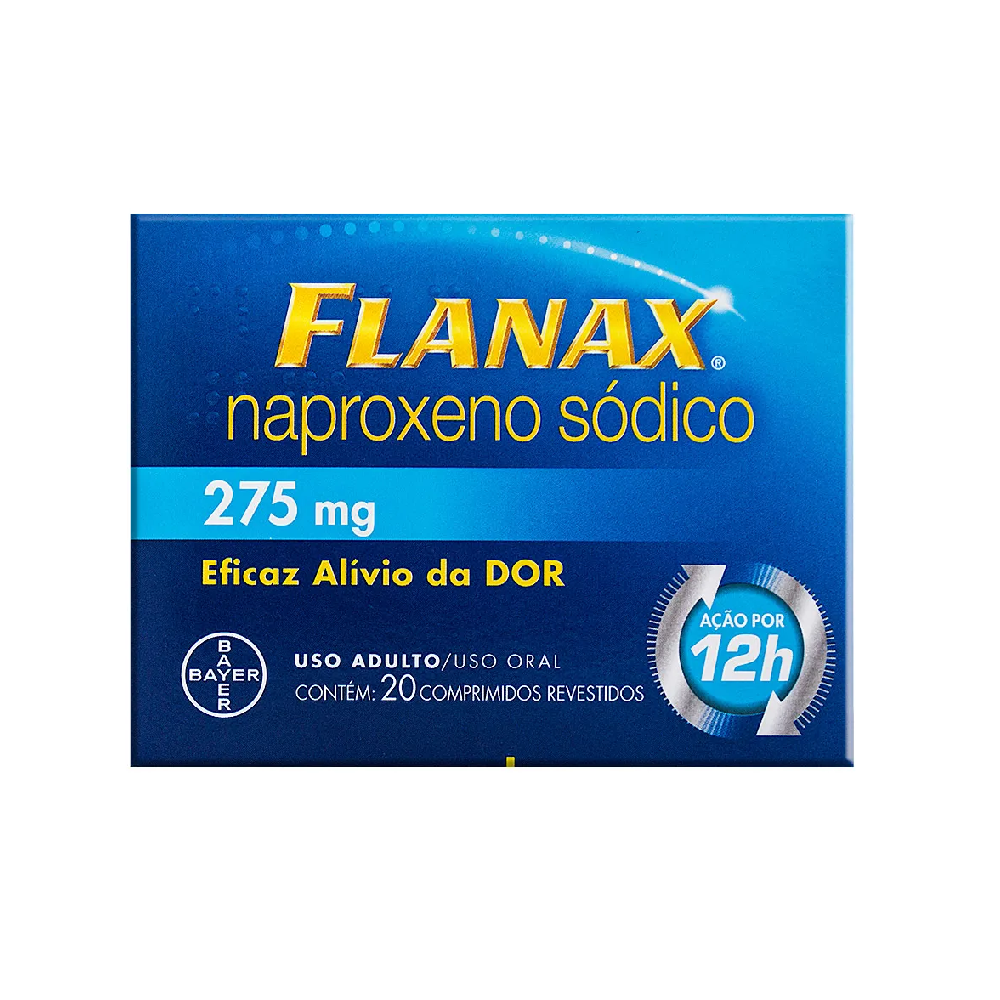 FLANAX®
naproxeno sódico
275 mg
Eficaz Alívio da DOR
AÇÃO POR
12h
BAYER
BAYER
USO ADULTO/USO ORAL
CONTÉM: 20 COMPRIMIDOS REVESTIDOS